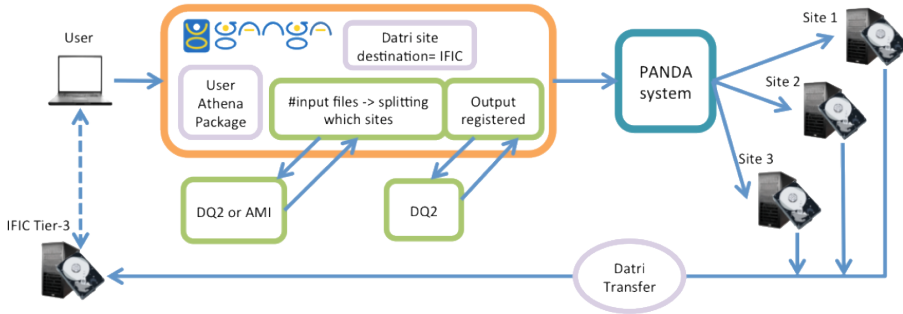 User
ganga
Datri site
destination= IFIC
User
Athena
Package
#input files -> splitting
which sites
Output
registered
DQ2 or AMI
DQ2
PANDA
system
Site 1
Site 2
Site 3
IFIC Tier-3
Datri
Transfer